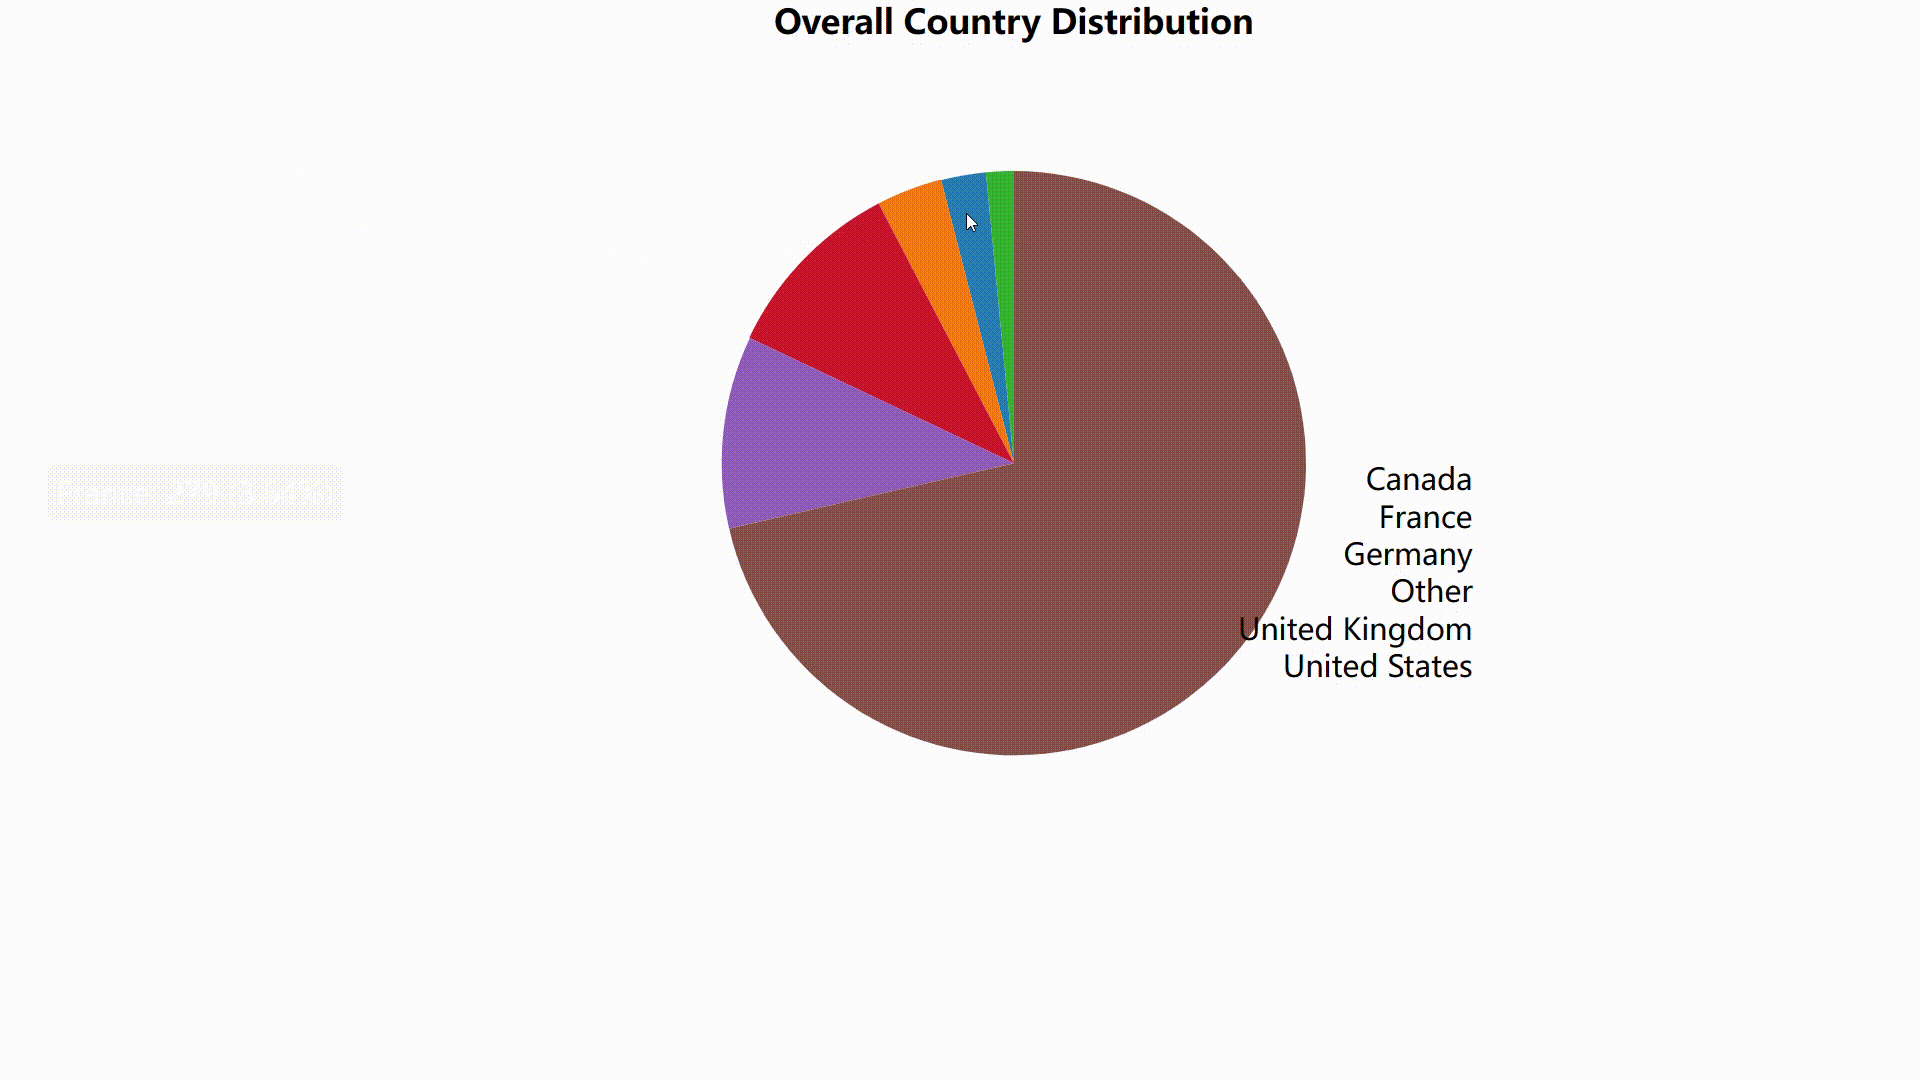 Overall Country Distribution
Canada
France
Germany
Other
United Kingdom
United States